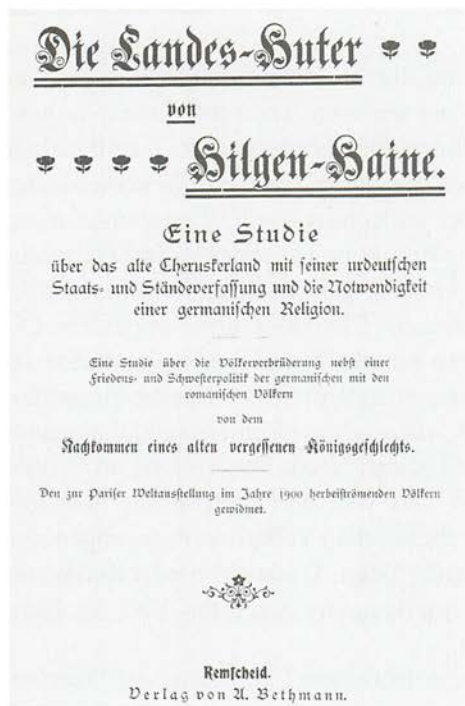 Die Landes-Huter
von
Hilgen-Haine.
Eine Studie
über das alte Cheruskerland mit seiner urdeutschen
Staats- und Ständeverfassung und die Notwendigkeit
einer germanischen Religion.
Eine Studie über die Völkerverbrüderung nebst einer
Friedens- und Schwesterpolitik der germanischen mit den
romanischen Völkern
von dem
Nachkommen eines alten vergessenen Königsgeschlechts.
Den zur Pariser Weltausstellung im Jahre 1900 herbeiströmenden Völkern
gewidmet.
Remscheid.
Verlag von A. Bethmann.